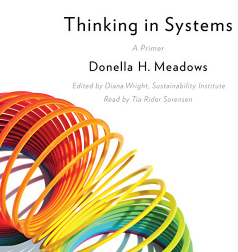 Thinking in Systems
A Primer
Donella H. Meadows
Edited by Diana Wright, Sustainability Institute
Read by Tia Rider Sorensen